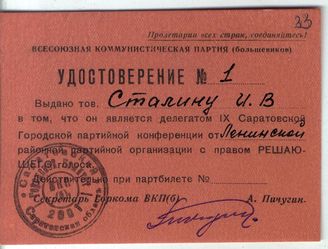 33
Пролетарии всех стран, соединяйтесь!
ВСЕСОЮЗНАЯ КОММУНИСТИЧЕСКАЯ ПАРТИЯ (большевиков)
УДОСТОВЕРЕНИЕ № 1
Выдано тов. Сталину И. В
в том, что он является делегатом IX Саратовской
Городской партийной конференции от Ленинской
районной партийной организации с правом РЕШАЮ-
ЩЕГО голоса.
Действительно при партбилете №
Секретарь Горкома ВКП(б) А. Пичугин.